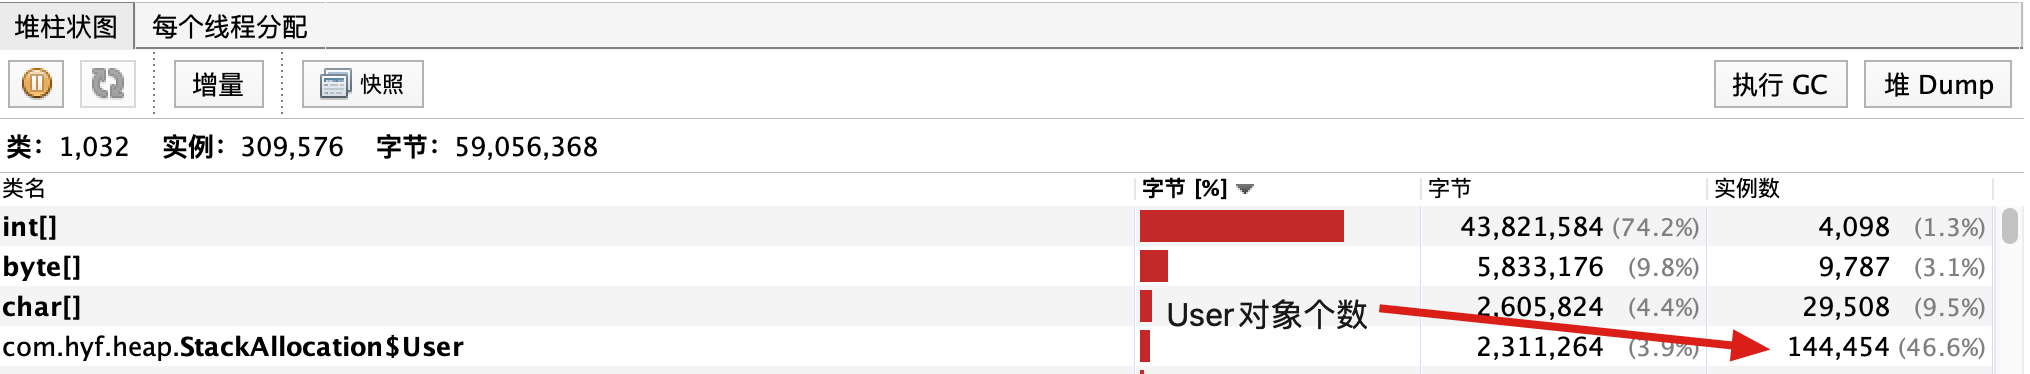 堆柱状图 每个线程分配
增量 快照 执行 GC 堆 Dump
类： 1,032 实例： 309,576 字节： 59,056,368
类名 字节 [%] 字节 实例数
int[] 43,821,584 (74.2%) 4,098 (1.3%)
byte[] 5,833,176 (9.8%) 9,787 (3.1%)
char[] 2,605,824 (4.4%) 29,508 (9.5%)
User对象个数
com.hyf.heap.StackAllocation$User 2,311,264 (3.9%) 144,454 (46.6%)